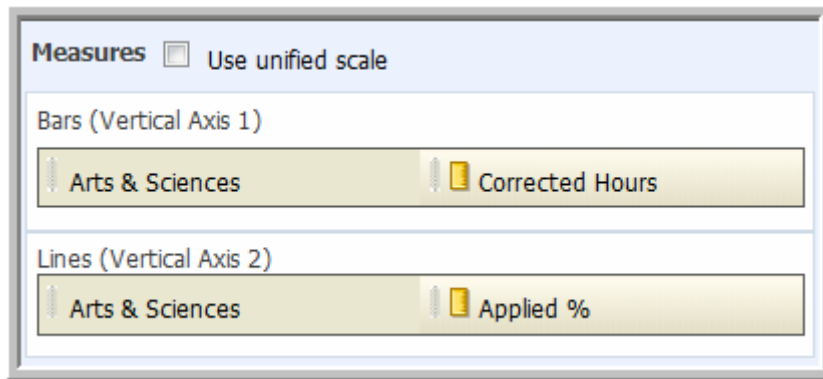 Measures Use unified scale
Bars (Vertical Axis 1)
Arts & Sciences Corrected Hours
Lines (Vertical Axis 2)
Arts & Sciences Applied %